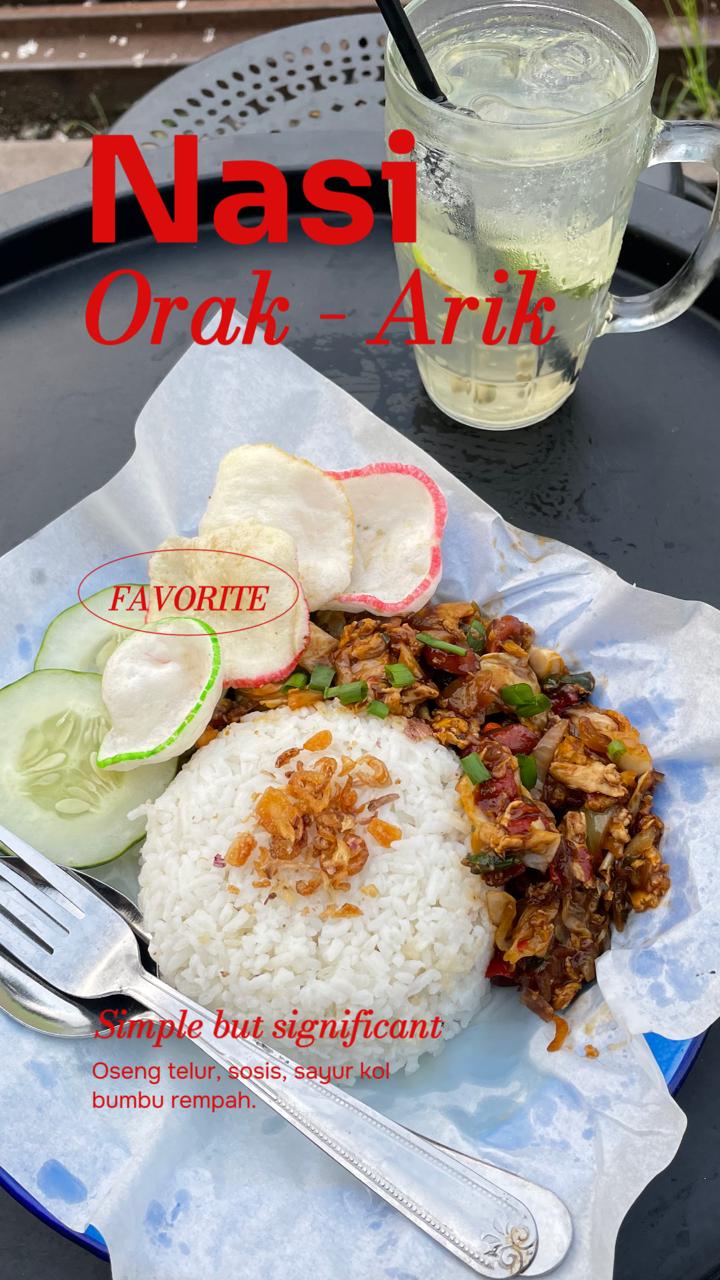 Nasi
Orak - Arik
FAVORITE
Simple but significant
Oseng telur, sosis, sayur kol
bumbu rempah.